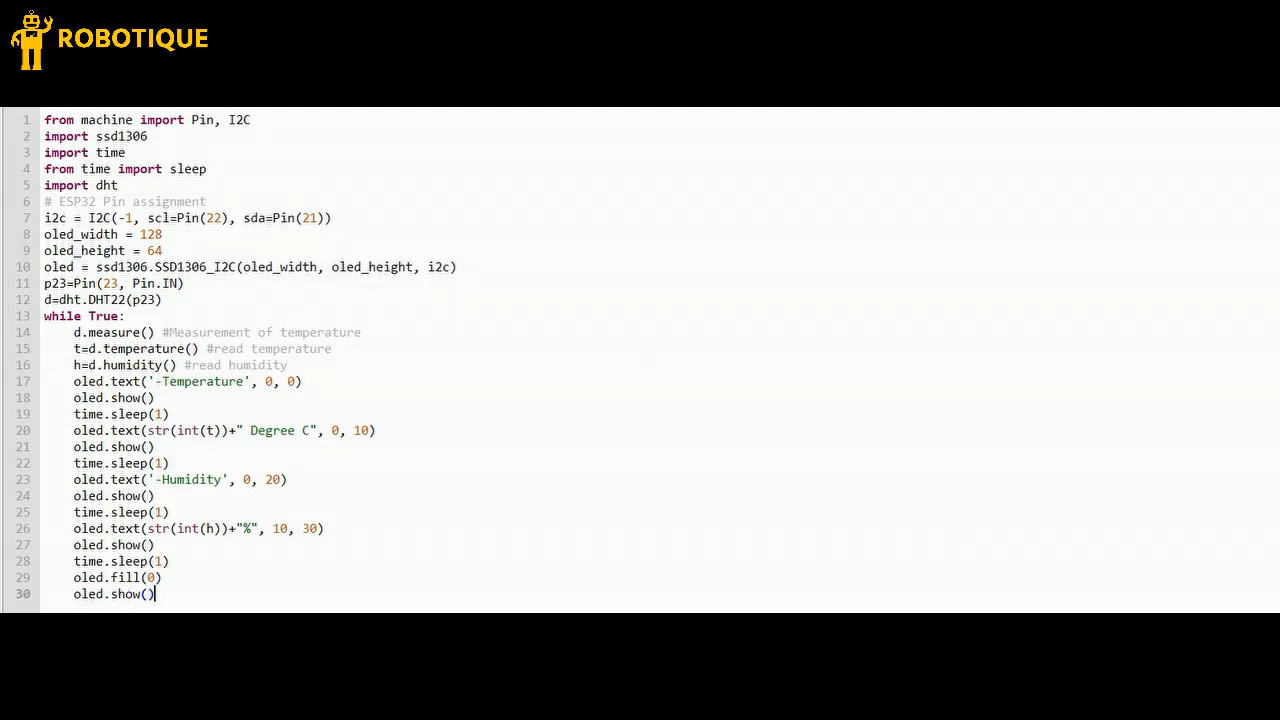 ROBOTIQUE
1 from machine import Pin, I2C
2 import ssd1306
3 import time
4 from time import sleep
5 import dht
6 # ESP32 Pin assignment
7 i2c = I2C(-1, scl=Pin(22), sda=Pin(21))
8 oled_width = 128
9 oled_height = 64
10 oled = ssd1306.SSD1306_I2C(oled_width, oled_height, i2c)
11 p23=Pin(23, Pin.IN)
12 d=dht.DHT22(p23)
13 while True:
14     d.measure() #Measurement of temperature
15     t=d.temperature() #read temperature
16     h=d.humidity() #read humidity
17     oled.text('-Temperature', 0, 0)
18     oled.show()
19     time.sleep(1)
20     oled.text(str(int(t))+" Degree C", 0, 10)
21     oled.show()
22     time.sleep(1)
23     oled.text('-Humidity', 0, 20)
24     oled.show()
25     time.sleep(1)
26     oled.text(str(int(h))+"%", 10, 30)
27     oled.show()
28     time.sleep(1)
29     oled.fill(0)
30     oled.show()